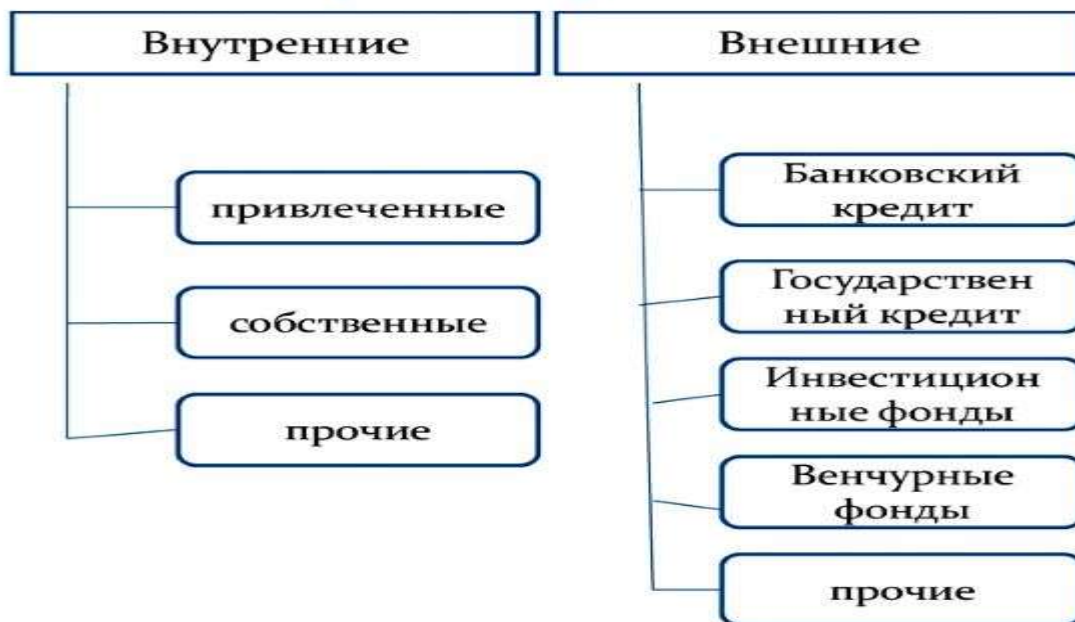 Внутренние
привлеченные
собственные
прочие
Внешние
Банковский
кредит
Государствен
ный кредит
Инвестицион
ные фонды
Венчурные
фонды
прочие